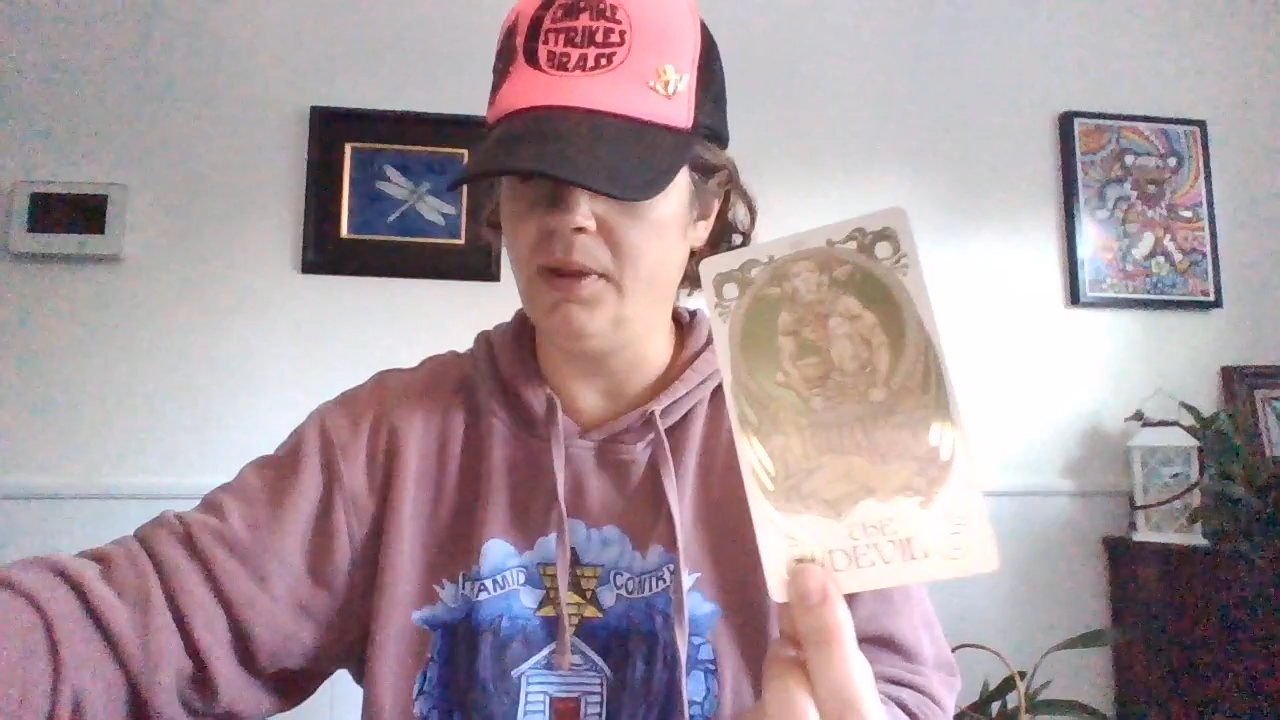 EMPIRE
STRIKES
BRASS
the
DEVIL
COUNTRY